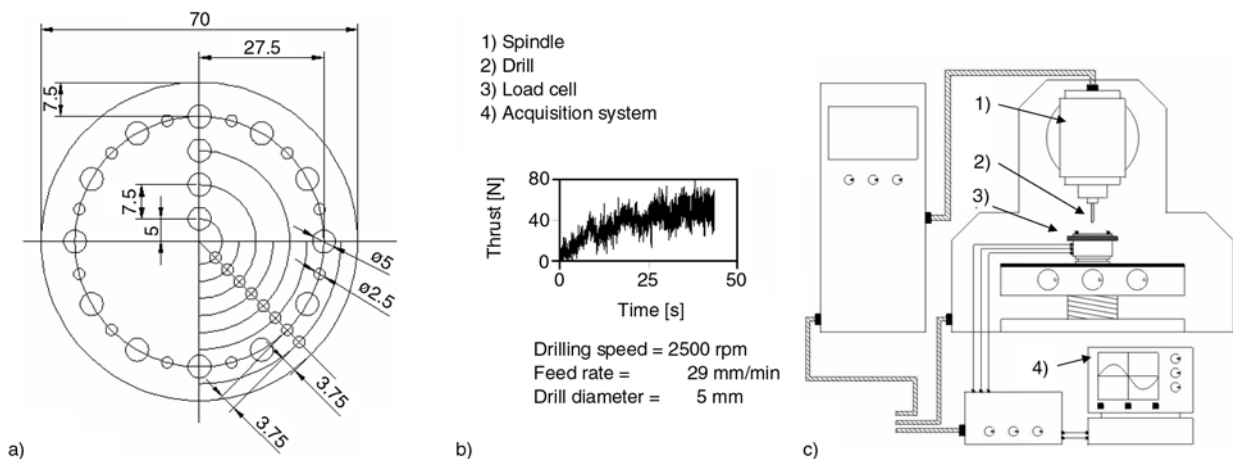 70
27.5
7.5
7.5
5
ø5
ø2.5
3.75
3.75
a)
1) Spindle
2) Drill
3) Load cell
4) Acquisition system
80
40
0
Thrust [N]
0 25 50
Time [s]
Drilling speed = 2500 rpm
Feed rate = 29 mm/min
Drill diameter = 5 mm
b)
1)
2)
3)
4)
c)